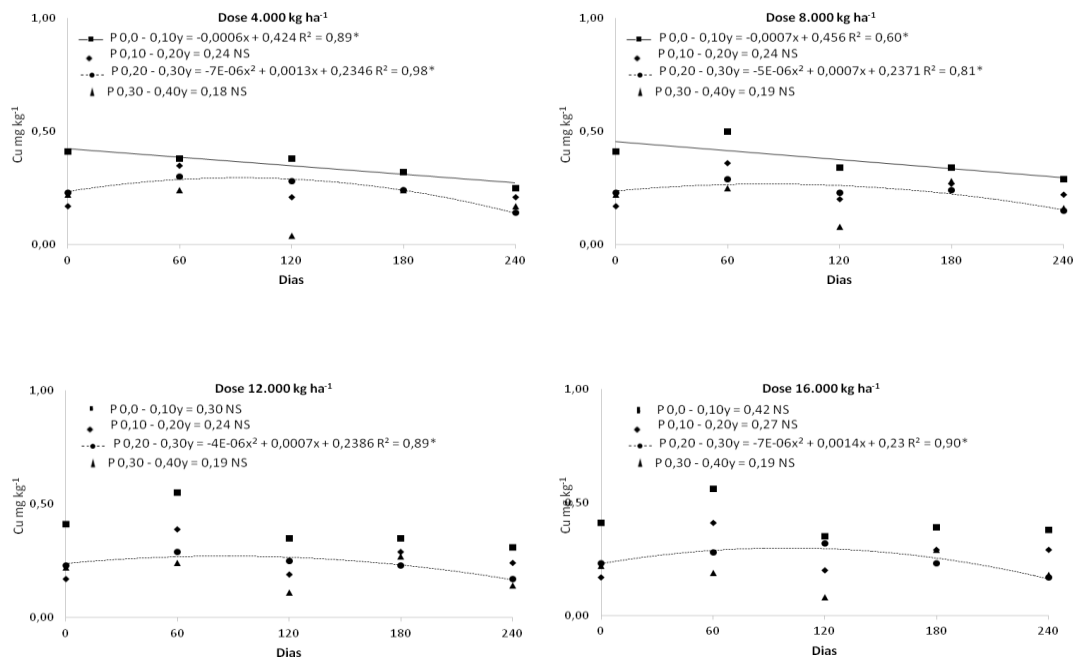 Dose 4.000 kg ha⁻¹
1,00
P 0,0 - 0,10y = -0,0006x + 0,424 R² = 0,89*
P 0,10 - 0,20y = 0,24 NS
P 0,20 - 0,30y = -7E-06x² + 0,0013x + 0,2346 R² = 0,98*
P 0,30 - 0,40y = 0,18 NS
Cu mg kg⁻¹
0,50
0,00
0 60 120 180 240
Dias
Dose 8.000 kg ha⁻¹
1,00
P 0,0 - 0,10y = -0,0007x + 0,456 R² = 0,60*
P 0,10 - 0,20y = 0,24 NS
P 0,20 - 0,30y = -5E-06x² + 0,0007x + 0,2371 R² = 0,81*
P 0,30 - 0,40y = 0,19 NS
Cu mg kg⁻¹
0,50
0,00
0 60 120 180 240
Dias
Dose 12.000 kg ha⁻¹
1,00
P 0,0 - 0,10y = 0,30 NS
P 0,10 - 0,20y = 0,24 NS
P 0,20 - 0,30y = -4E-06x² + 0,0007x + 0,2386 R² = 0,89*
P 0,30 - 0,40y = 0,19 NS
Cu mg kg⁻¹
0,50
0,00
0 60 120 180 240
Dias
Dose 16.000 kg ha⁻¹
1,00
P 0,0 - 0,10y = 0,42 NS
P 0,10 - 0,20y = 0,27 NS
P 0,20 - 0,30y = -7E-06x² + 0,0014x + 0,23 R² = 0,90*
P 0,30 - 0,40y = 0,19 NS
Cu mg kg⁻¹
0,50
0,00
0 60 120 180 240
Dias